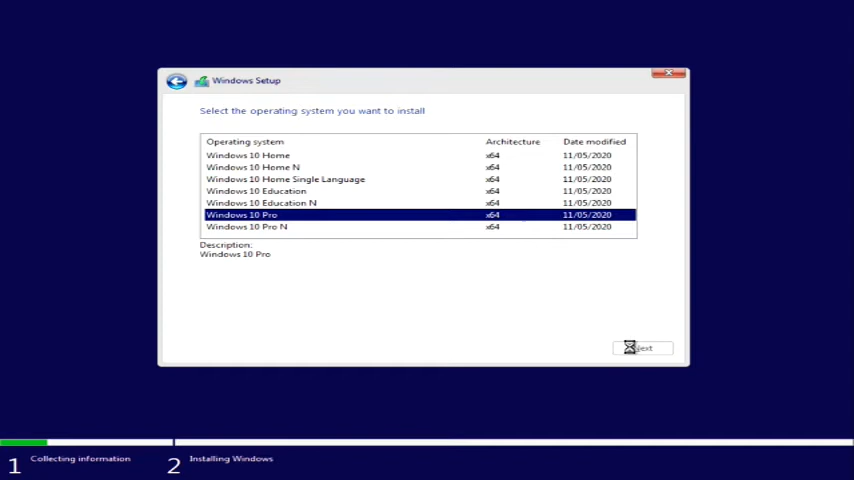 Windows Setup
Select the operating system you want to install
Operating system Architecture Date modified
Windows 10 Home x64 11/05/2020
Windows 10 Home N x64 11/05/2020
Windows 10 Home Single Language x64 11/05/2020
Windows 10 Education x64 11/05/2020
Windows 10 Education N x64 11/05/2020
Windows 10 Pro x64 11/05/2020
Windows 10 Pro N x64 11/05/2020
Description:
Windows 10 Pro
Next
1 Collecting information 2 Installing Windows